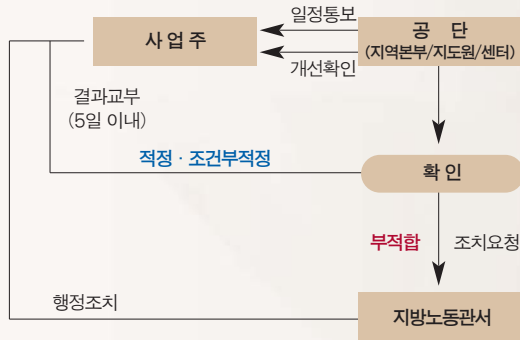 일정통보
사 업 주
공 단
(지역본부/지도원/센터)
개선확인
결과교부
(5일 이내)
적정 · 조건부적정
확 인
부적합
조치요청
행정조치
지방노동관서